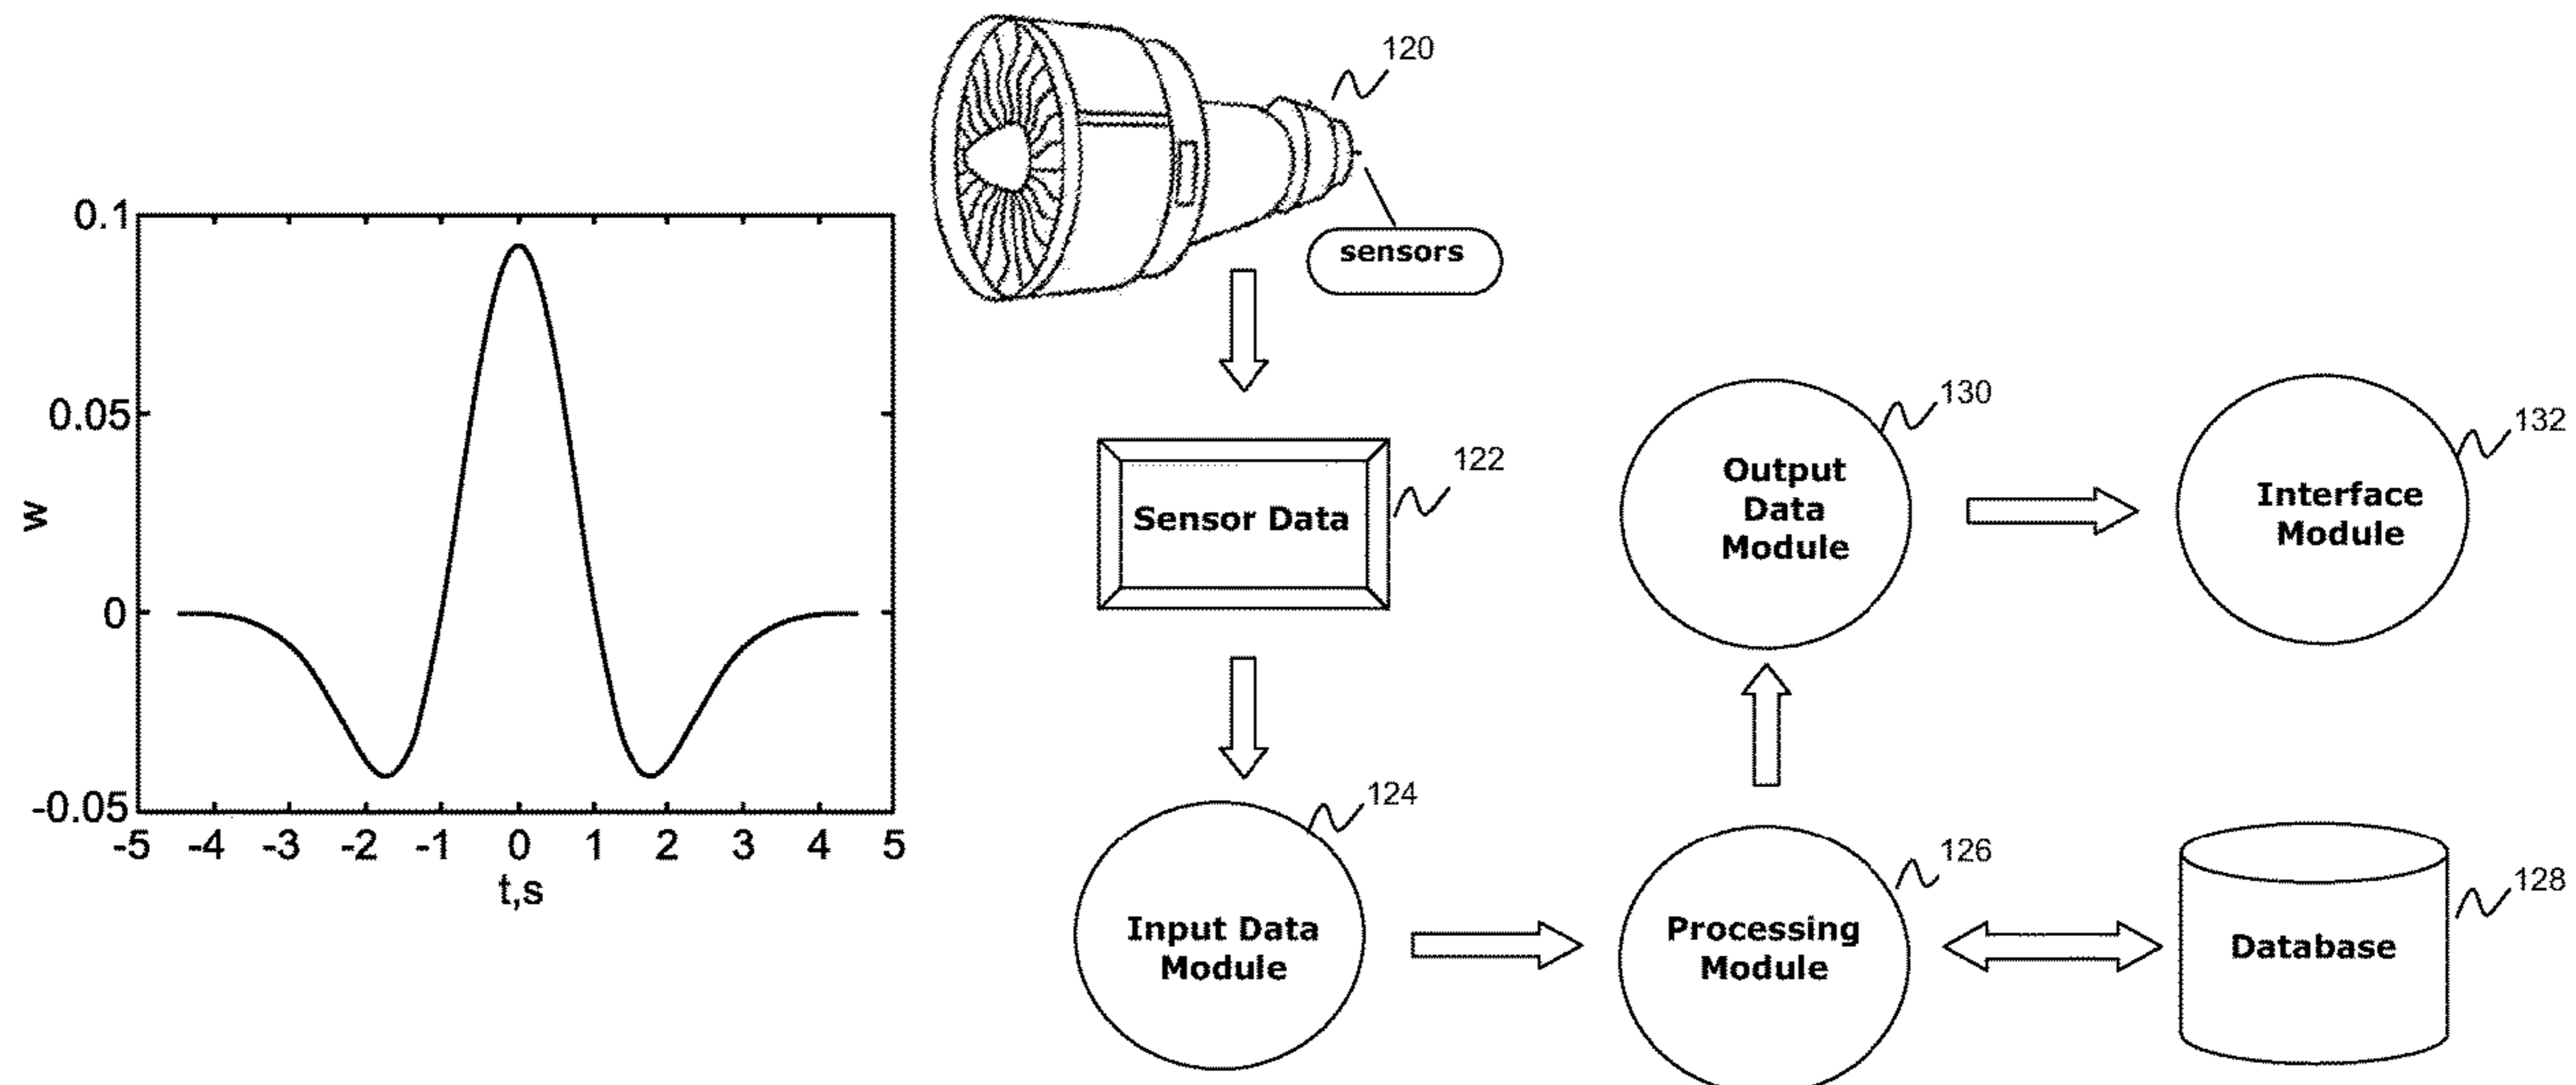 0.1
0.05
0
-0.05
w
-5 -4 -3 -2 -1 0 1 2 3 4 5
t,s
120
sensors
122
Sensor Data
130
Output
Data
Module
132
Interface
Module
124
Input Data
Module
126
Processing
Module
128
Database